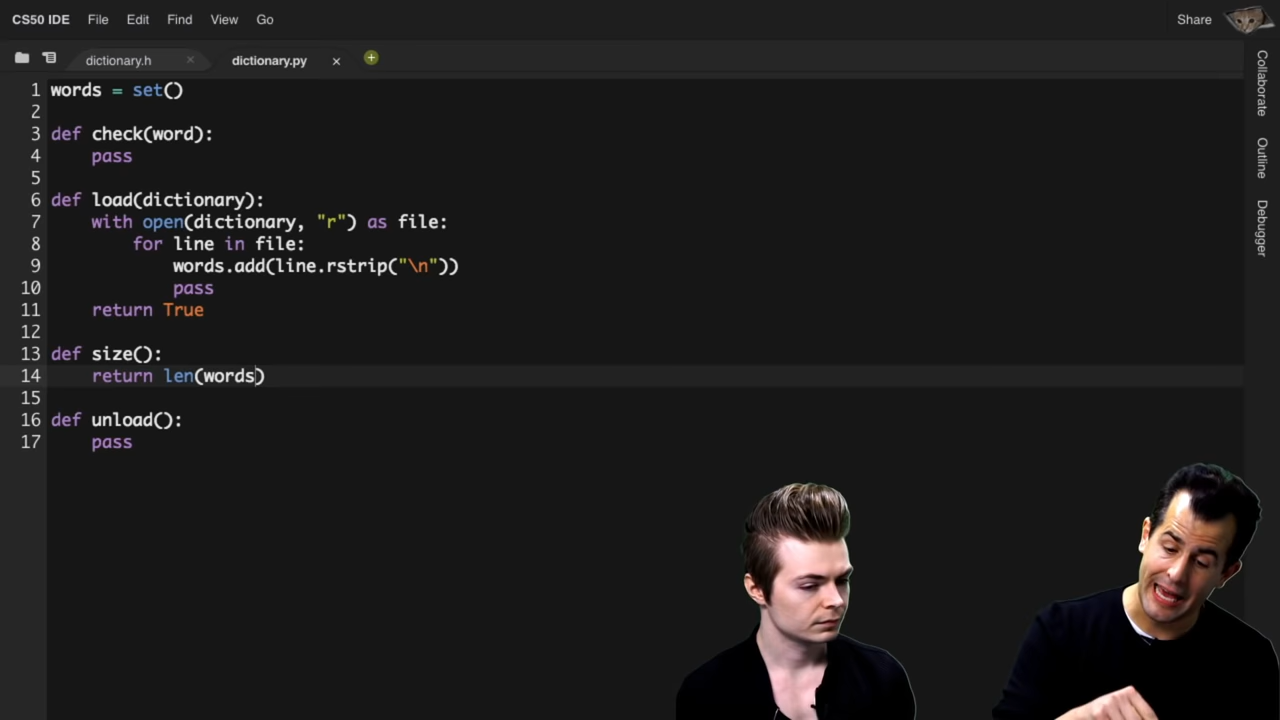 CS50 IDE File Edit Find View Go Share
dictionary.h dictionary.py
1 words = set()
2
3 def check(word):
4     pass
5
6 def load(dictionary):
7     with open(dictionary, "r") as file:
8         for line in file:
9             words.add(line.rstrip("\n"))
10             pass
11     return True
12
13 def size():
14     return len(words)
15
16 def unload():
17     pass
Collaborate
Outline
Debugger